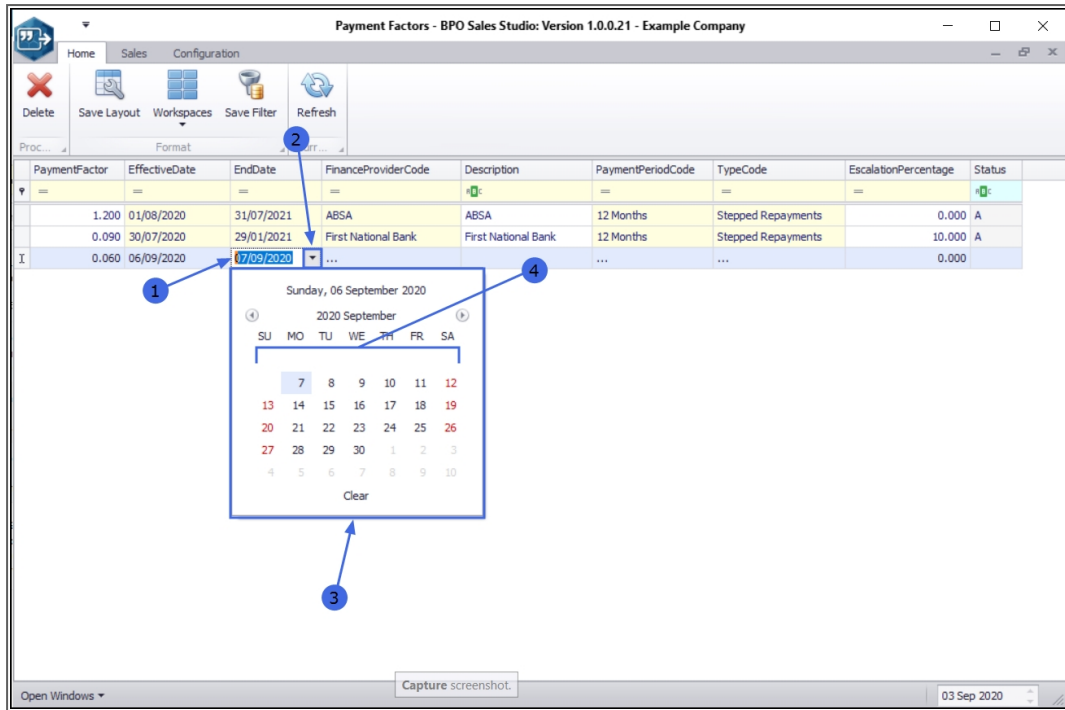 Payment Factors - BPO Sales Studio: Version 1.0.0.21 - Example Company
Home Sales Configuration
Delete Save Layout Workspaces Save Filter Refresh
Proc... Format urr...
2
PaymentFactor EffectiveDate EndDate FinanceProviderCode Description PaymentPeriodCode TypeCode EscalationPercentage Status
= = = = ABC = = = ABC
1.200 01/08/2020 31/07/2021 ABSA ABSA 12 Months Stepped Repayments 0.000 A
0.090 30/07/2020 29/01/2021 First National Bank First National Bank 12 Months Stepped Repayments 10.000 A
I 0.060 06/09/2020 07/09/2020 ... ... ... 0.000
1
4
Sunday, 06 September 2020
2020 September
SU MO TU WE TH FR SA
7 8 9 10 11 12
13 14 15 16 17 18 19
20 21 22 23 24 25 26
27 28 29 30 1 2 3
4 5 6 7 8 9 10
Clear
3
Capture screenshot.
Open Windows 03 Sep 2020